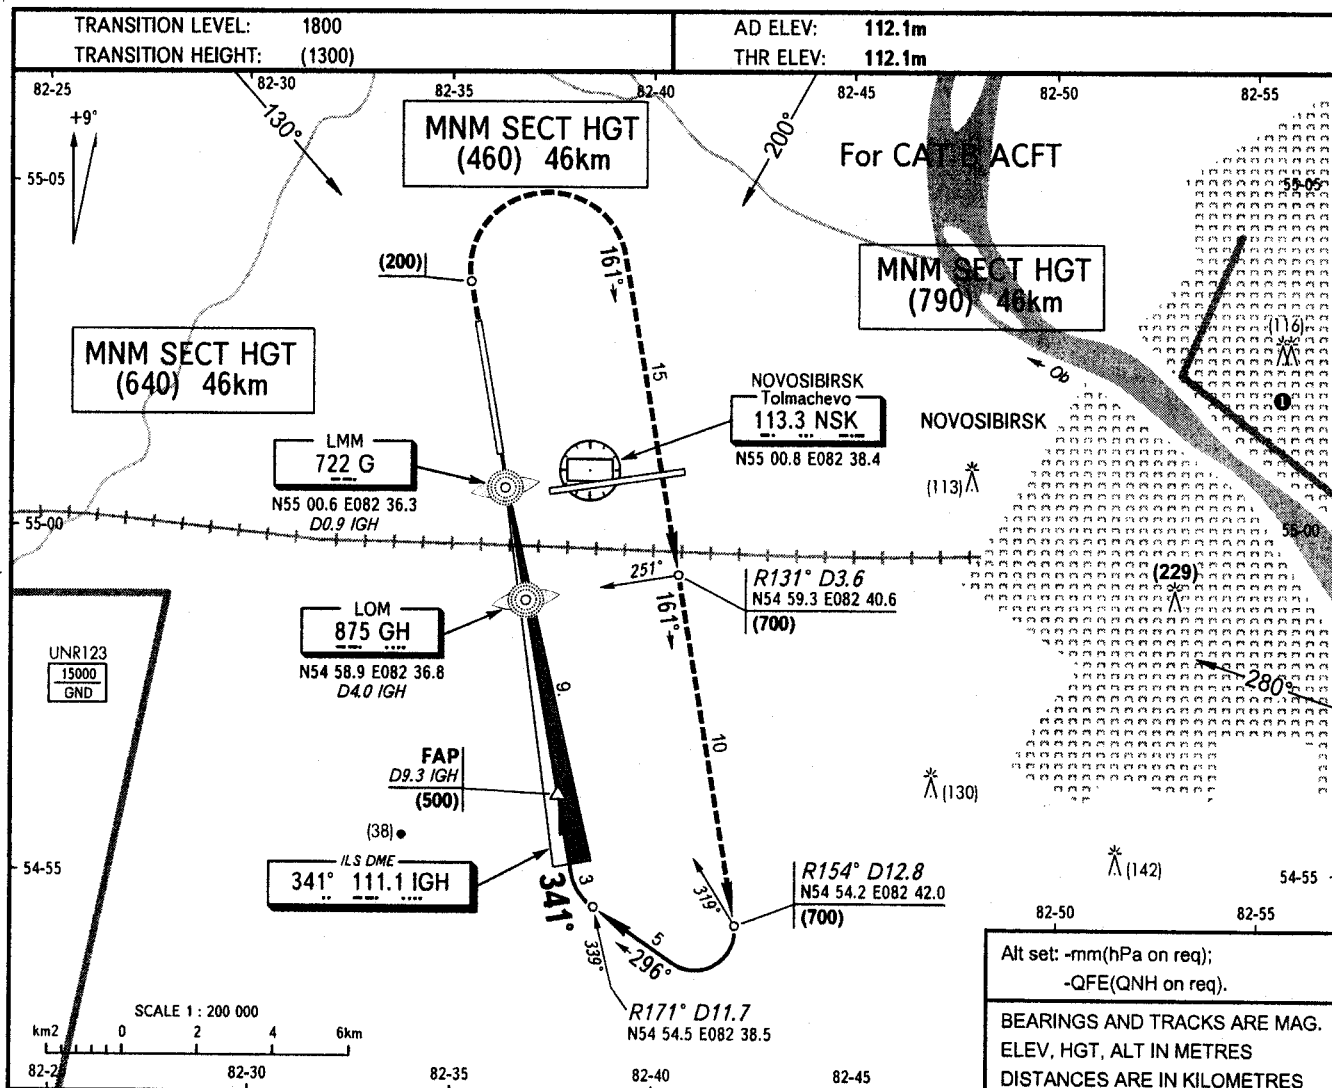 TRANSITION LEVEL: 1800
TRANSITION HEIGHT: (1300)
AD ELEV: 112.1m
THR ELEV: 112.1m
82-25 82-30 82-35 82-40 82-45 82-50 82-55
+9°
130°
MNM SECT HGT
(460) 46km
200°
For CAT B ACFT
55-05
55-05
(200)
161°
MNM SECT HGT
(790) 46km
MNM SECT HGT
(640) 46km
(116)
15
Ob
NOVOSIBIRSK
Tolmachevo
113.3 NSK
N55 00.8 E082 38.4
NOVOSIBIRSK
1
LMM
722 G
N55 00.6 E082 36.3
D0.9 IGH
(113)
55-00
55-00
251°
R131° D3.6
N54 59.3 E082 40.6
(700)
(229)
161°
LOM
875 GH
N54 58.9 E082 36.8
D4.0 IGH
UNR123
15000
GND
280°
9.
10
FAP
D9.3 IGH
(500)
(130)
(38)
54-55
ILS DME
341° 111.1 IGH
341°
3
319°
R154° D12.8
N54 54.2 E082 42.0
(700)
(142)
54-55
82-50 82-55
5
296°
339°
R171° D11.7
N54 54.5 E082 38.5
Alt set: -mm(hPa on req);
-QFE(QNH on req).
SCALE 1 : 200 000
km2 0 2 4 6km
BEARINGS AND TRACKS ARE MAG.
ELEV, HGT, ALT IN METRES
DISTANCES ARE IN KILOMETRES
82-30 82-35 82-40 82-45